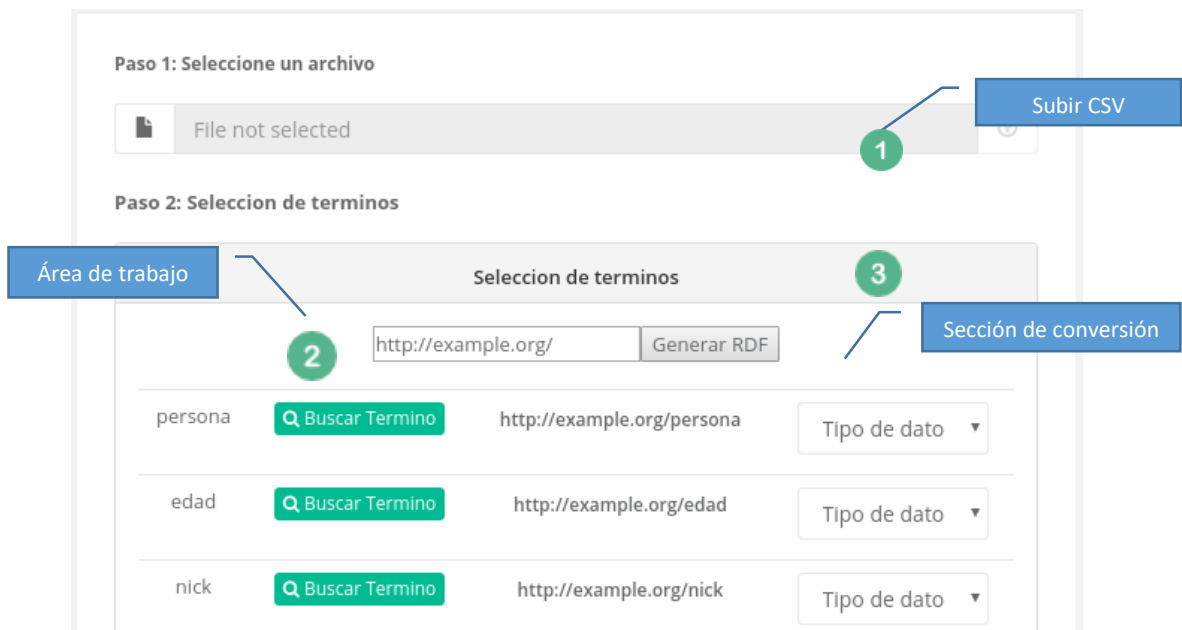 Paso 1: Seleccione un archivo
Subir CSV
File not selected
1
Paso 2: Seleccion de terminos
Área de trabajo
Seleccion de terminos
3
Sección de conversión
2
http://example.org/ Generar RDF
persona Buscar Termino http://example.org/persona Tipo de dato
edad Buscar Termino http://example.org/edad Tipo de dato
nick Buscar Termino http://example.org/nick Tipo de dato